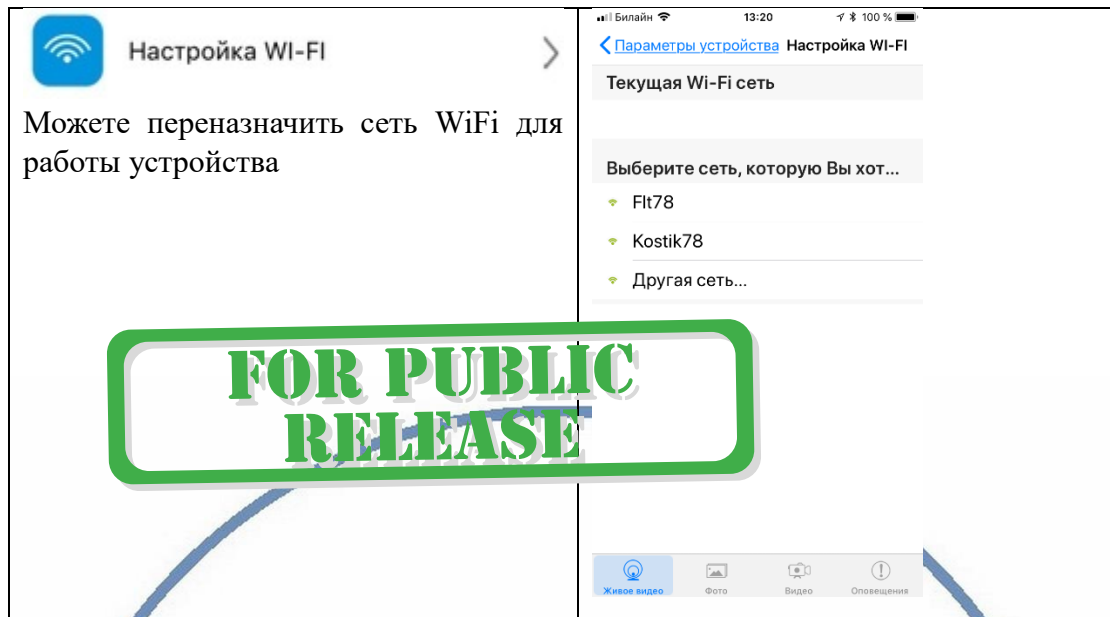 Настройка WI-FI
Можете переназначить сеть WiFi для
работы устройства
Билайн 13:20 100 %
Параметры устройства Настройка WI-FI
Текущая Wi-Fi сеть
Выберите сеть, которую Вы хот...
Flt78
Kostik78
Другая сеть...
FOR PUBLIC
RELEASE
Живое видео Фото Видео Оповещения